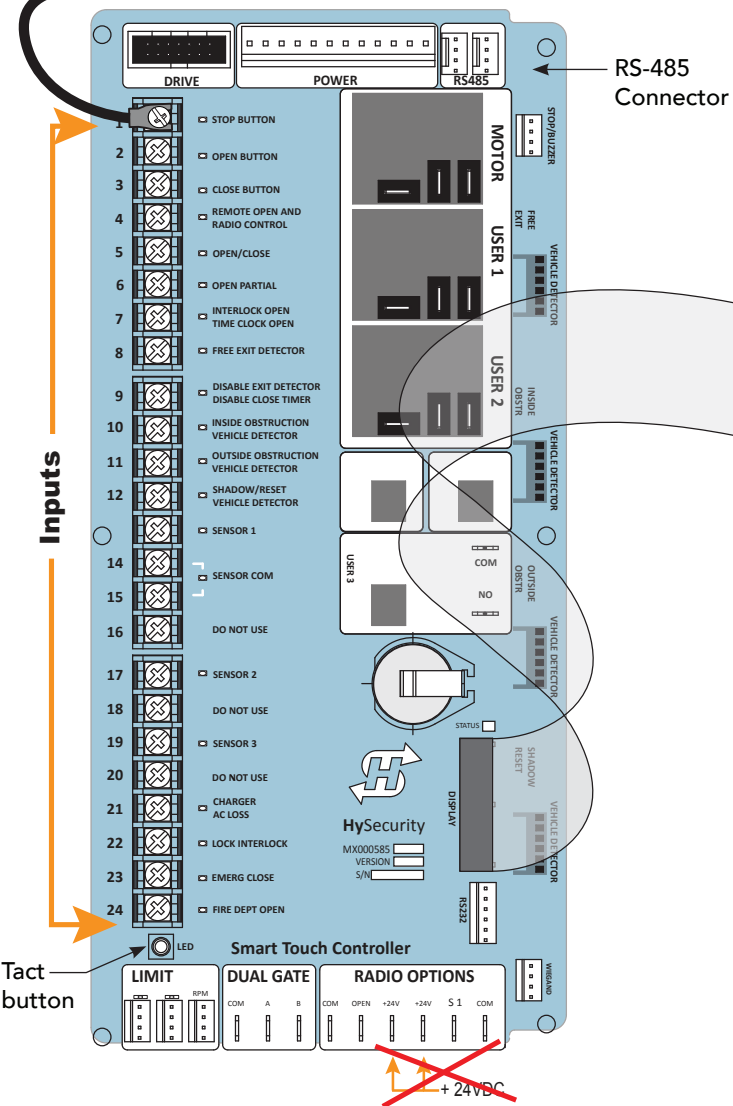 DRIVE
POWER
RS485
RS-485
Connector
1
STOP BUTTON
2
OPEN BUTTON
3
CLOSE BUTTON
4
REMOTE OPEN AND
RADIO CONTROL
5
OPEN/CLOSE
6
OPEN PARTIAL
7
INTERLOCK OPEN
TIME CLOCK OPEN
8
FREE EXIT DETECTOR
9
DISABLE EXIT DETECTOR
DISABLE CLOSE TIMER
10
INSIDE OBSTRUCTION
VEHICLE DETECTOR
11
OUTSIDE OBSTRUCTION
VEHICLE DETECTOR
12
SHADOW/RESET
VEHICLE DETECTOR
SENSOR 1
14
SENSOR COM
15
16
DO NOT USE
17
SENSOR 2
18
DO NOT USE
19
SENSOR 3
20
DO NOT USE
21
CHARGER
AC LOSS
22
LOCK INTERLOCK
23
EMERG CLOSE
24
FIRE DEPT OPEN
Inputs
MOTOR
USER 1
USER 2
USER 3
COM
NO
STOP/BUZZER
FREE
EXIT
VEHICLE DETECTOR
INSIDE
OBSTR
VEHICLE DETECTOR
OUTSIDE
OBSTR
VEHICLE DETECTOR
STATUS
SHADOW
RESET
VEHICLE DETECTOR
DISPLAY
HySecurity
MX000585
VERSION
S/N
RS232
WIEGAND
LED
Smart Touch Controller
Tact
button
LIMIT
RPM
DUAL GATE
COM A B
RADIO OPTIONS
COM OPEN +24V +24V S 1 COM
+ 24VDC